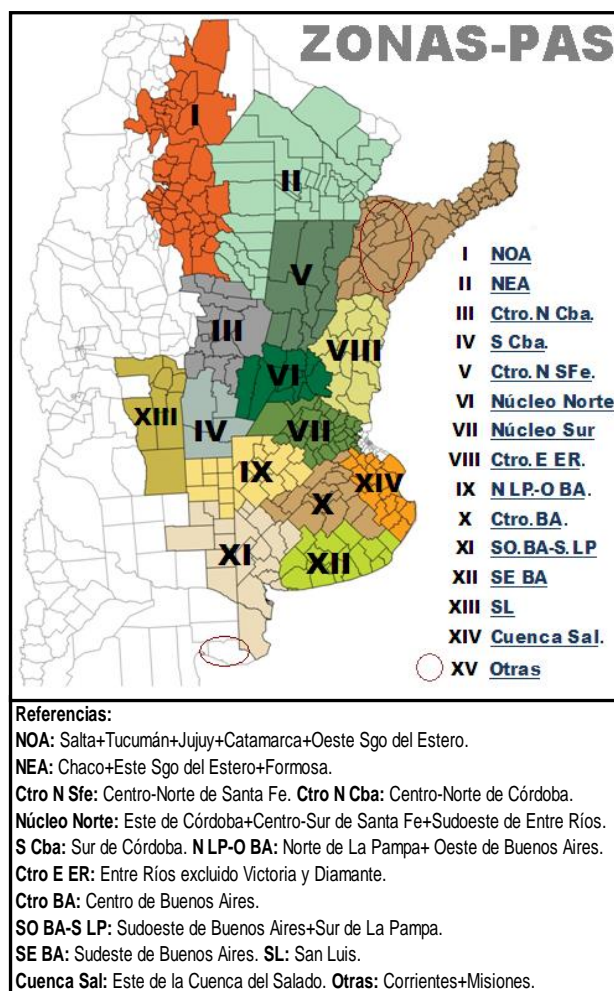 ZONAS-PAS
I
II
V
III
VIII
VI
XIII
IV
VII
IX
XIV
X
XI
XII
I NOA
II NEA
III Ctro. N Cba.
IV S Cba.
V Ctro. N SFe.
VI Núcleo Norte
VII Núcleo Sur
VIII Ctro. E ER.
IX N LP.-O BA.
X Ctro. BA.
XI SO. BA-S. LP
XII SE BA
XIII SL
XIV Cuenca Sal.
XV Otras
Referencias:
NOA: Salta+Tucumán+Jujuy+Catamarca+Oeste Sgo del Estero.
NEA: Chaco+Este Sgo del Estero+Formosa.
Ctro N Sfe: Centro-Norte de Santa Fe. Ctro N Cba: Centro-Norte de Córdoba.
Núcleo Norte: Este de Córdoba+Centro-Sur de Santa Fe+Sudoeste de Entre Ríos.
S Cba: Sur de Córdoba. N LP-O BA: Norte de La Pampa+ Oeste de Buenos Aires.
Ctro E ER: Entre Ríos excluido Victoria y Diamante.
Ctro BA: Centro de Buenos Aires.
SO BA-S LP: Sudoeste de Buenos Aires+Sur de La Pampa.
SE BA: Sudeste de Buenos Aires. SL: San Luis.
Cuenca Sal: Este de la Cuenca del Salado. Otras: Corrientes+Misiones.